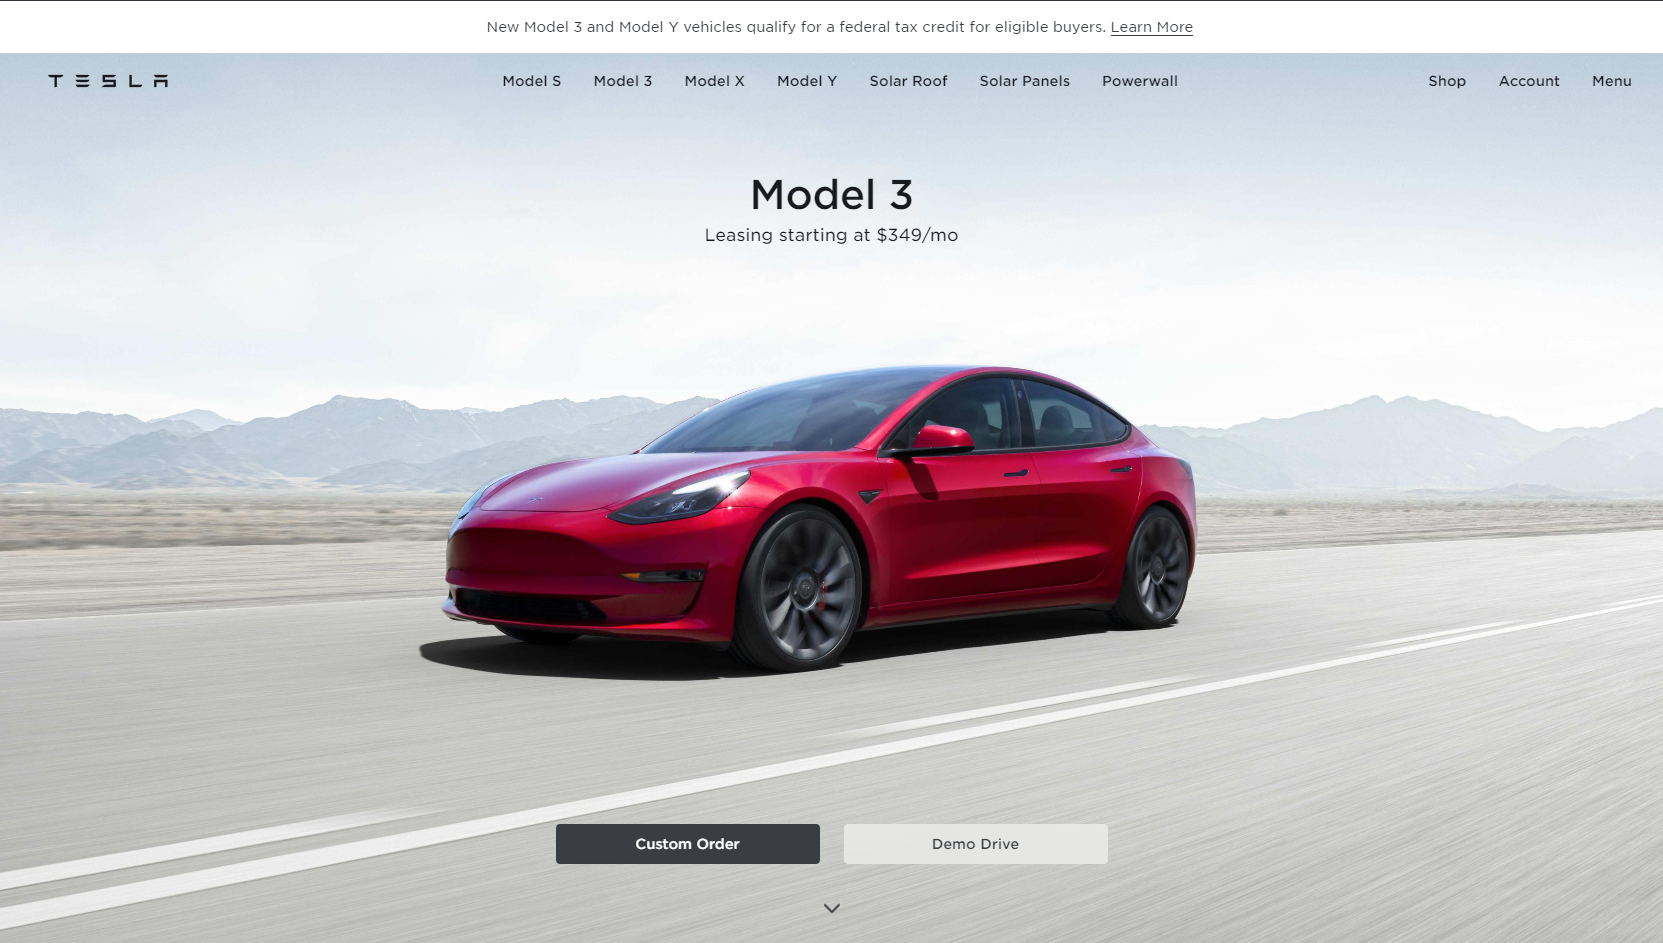 New Model 3 and Model Y vehicles qualify for a federal tax credit for eligible buyers. Learn More
TESLA
Model S
Model 3
Model X
Model Y
Solar Roof
Solar Panels
Powerwall
Shop
Account
Menu
Model 3
Leasing starting at $349/mo
Custom Order
Demo Drive